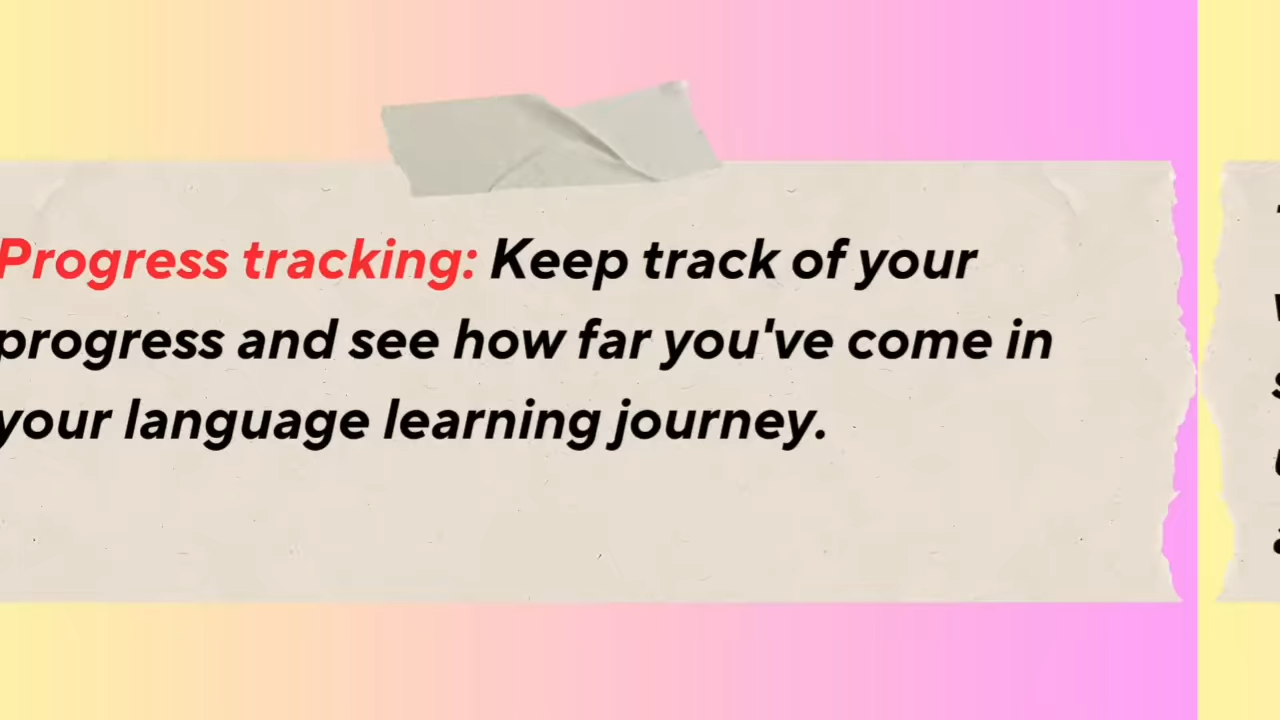 Progress tracking: Keep track of your
progress and see how far you've come in
your language learning journey.